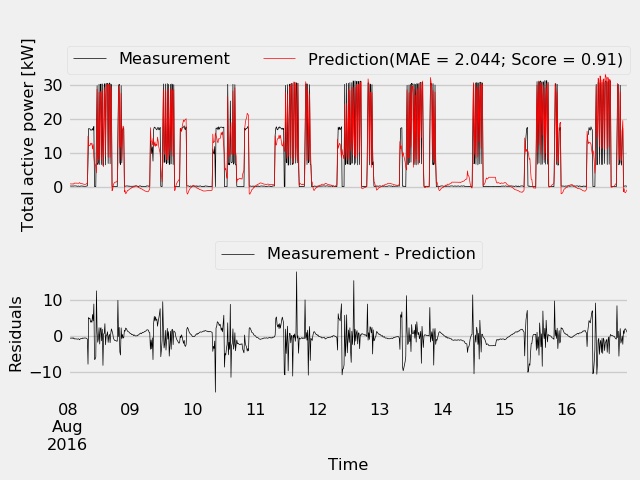 Measurement
Prediction(MAE = 2.044; Score = 0.91)
Total active power [kW]
30
20
10
0
Measurement - Prediction
Residuals
10
0
−10
08 09 10 11 12 13 14 15 16
Aug
2016
Time